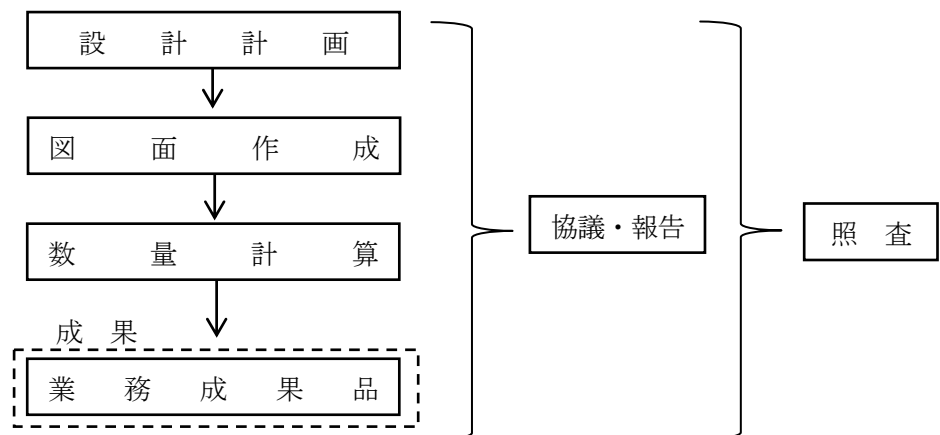 設計計画
図面作成
数量計算
成果
業務成果品
協議・報告
照査